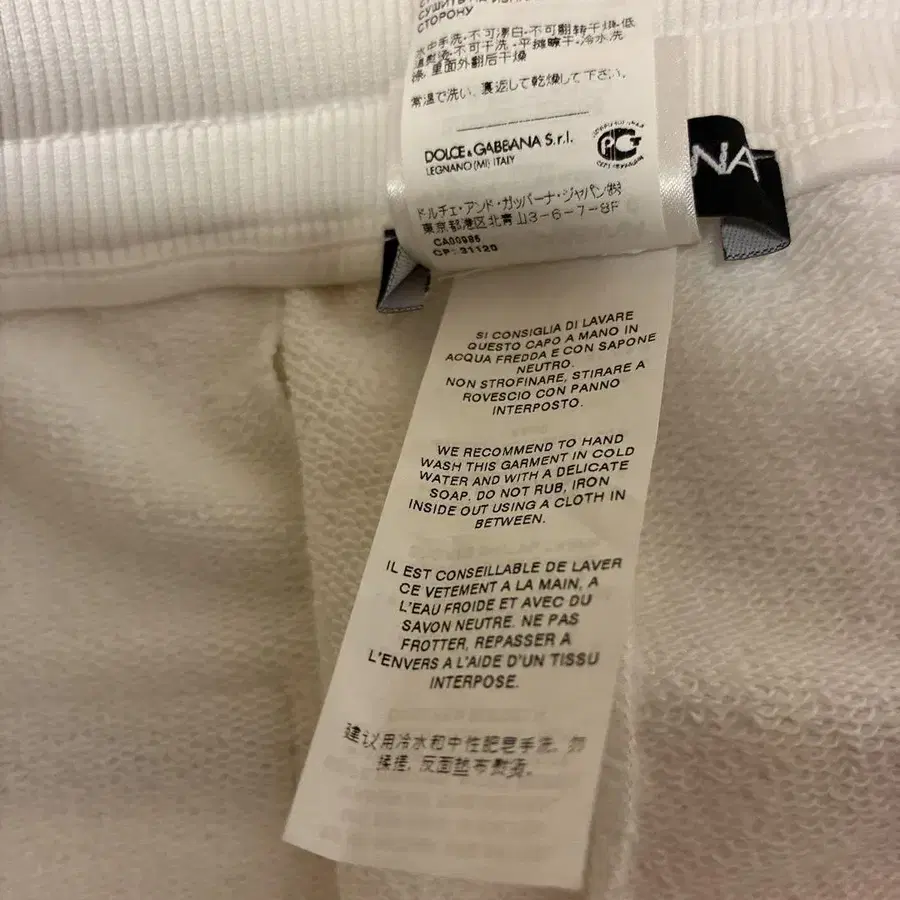 СУШИТЬ НА
СТОРОНУ
水中手洗·不可漂白·不可翻转干燥·低
温熨烫·不可干洗·平摊晾干·冷水洗
涤,里面外翻后干燥
常温で洗い、裏返して乾燥して下さい.
DOLCE & GABBANA S.r.l.
LEGNANO (MI) ITALY
PCT
ドルチェ・アンド・ガッバーナ・ジャパン㈱
東京都港区北青山3-6-7-8F
CA00985
31120
NA
SI CONSIGLIA DI LAVARE
QUESTO CAPO A MANO IN
ACQUA FREDDA E CON SAPONE
NEUTRO.
NON STROFINARE, STIRARE A
ROVESCIO CON PANNO
INTERPOSTO.
WE RECOMMEND TO HAND
WASH THIS GARMENT IN COLD
WATER AND WITH A DELICATE
SOAP. DO NOT RUB, IRON
INSIDE OUT USING A CLOTH IN
BETWEEN.
IL EST CONSEILLABLE DE LAVER
CE VETEMENT A LA MAIN, A
L'EAU FROIDE ET AVEC DU
SAVON NEUTRE. NE PAS
FROTTER, REPASSER A
L'ENVERS A L'AIDE D'UN TISSU
INTERPOSE.
建议用冷水和中性肥皂手洗。勿
揉搓,反面垫布熨烫。